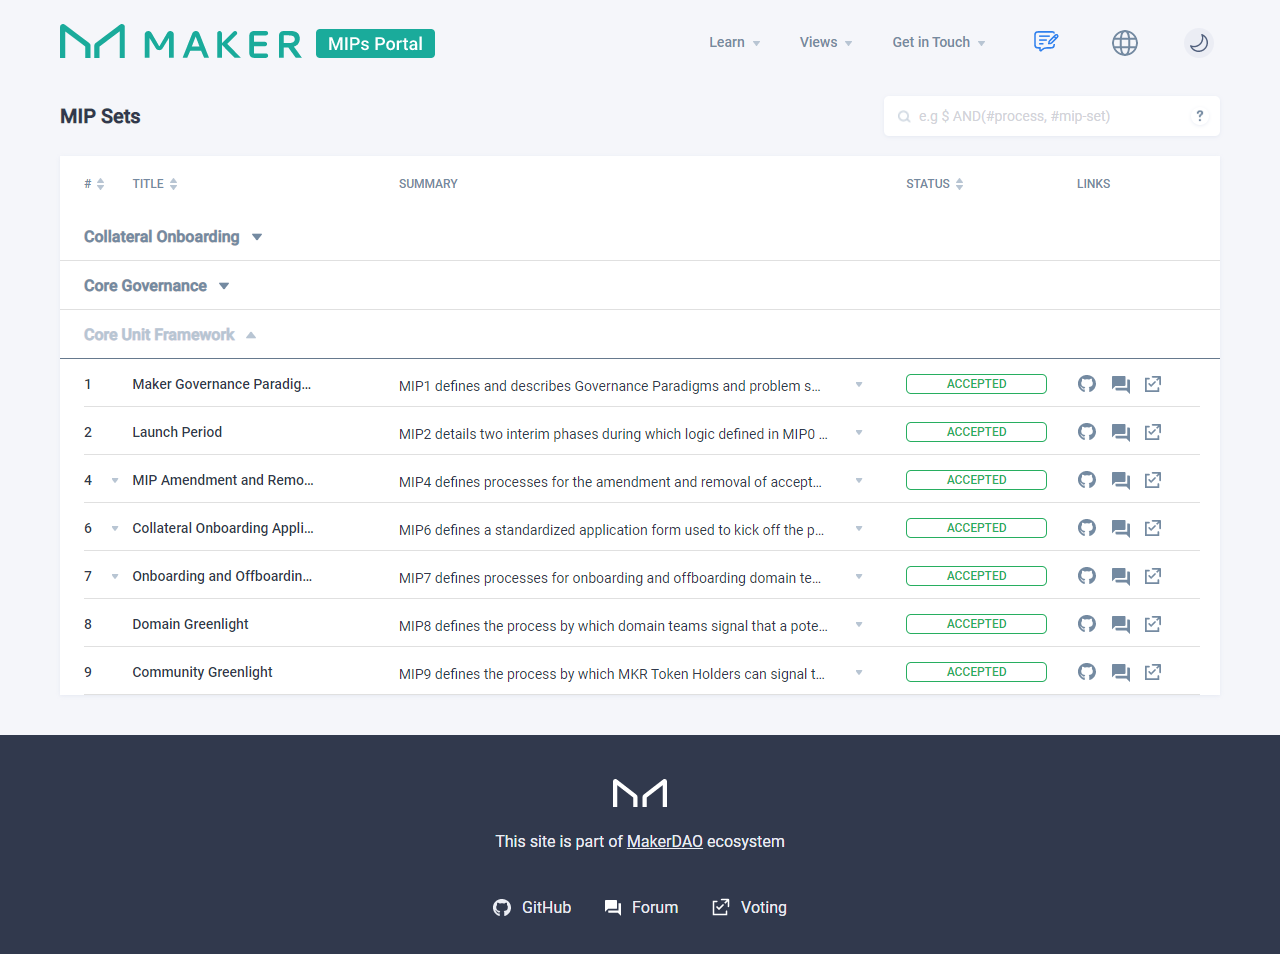 MAKER MIPs Portal Learn Views Get in Touch
MIP Sets e.g $ AND(#process, #mip-set) ?
# TITLE SUMMARY STATUS LINKS
Collateral Onboarding
Core Governance
Core Unit Framework
1 Maker Governance Paradig... MIP1 defines and describes Governance Paradigms and problem s... ACCEPTED
2 Launch Period MIP2 details two interim phases during which logic defined in MIP0 ... ACCEPTED
4 MIP Amendment and Remo... MIP4 defines processes for the amendment and removal of accept... ACCEPTED
6 Collateral Onboarding Appli... MIP6 defines a standardized application form used to kick off the p... ACCEPTED
7 Onboarding and Offboardin... MIP7 defines processes for onboarding and offboarding domain te... ACCEPTED
8 Domain Greenlight MIP8 defines the process by which domain teams signal that a pote... ACCEPTED
9 Community Greenlight MIP9 defines the process by which MKR Token Holders can signal t... ACCEPTED
This site is part of MakerDAO ecosystem
GitHub Forum Voting